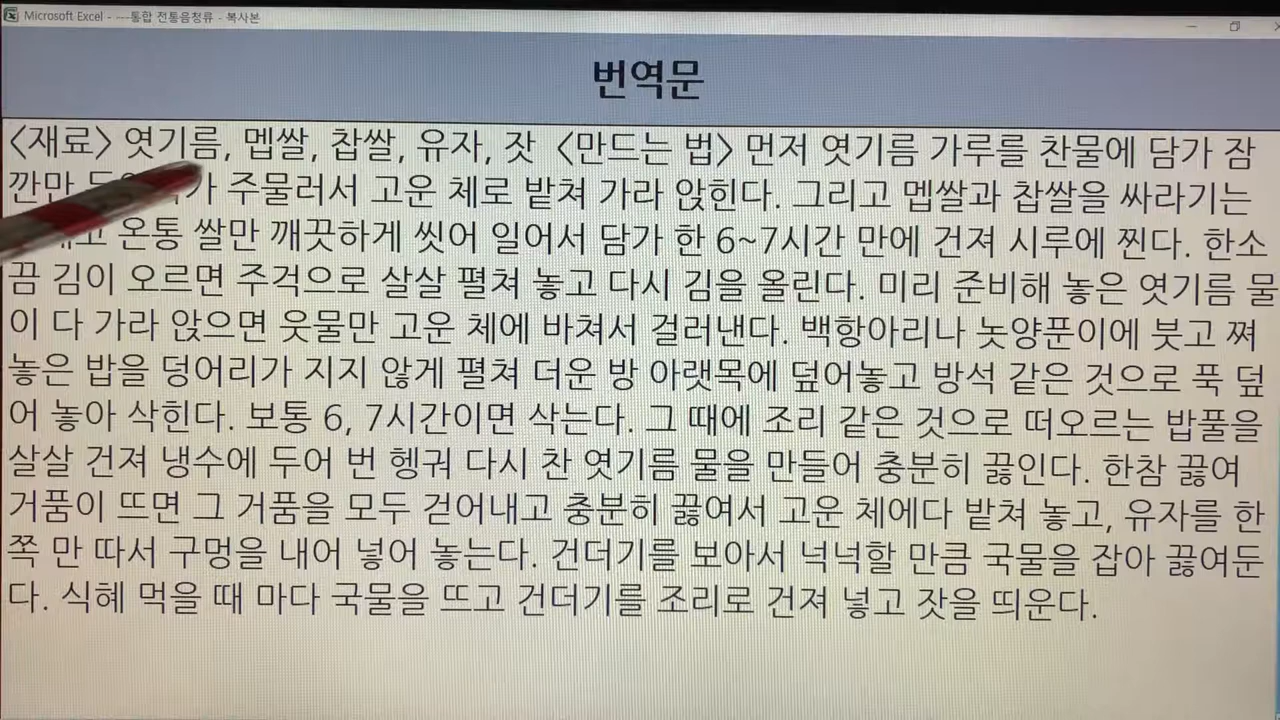 Microsoft Excel - ---통합 전통음청류 - 복사본
번역문
<재료> 엿기름, 멥쌀, 찹쌀, 유자, 잣 <만드는 법> 먼저 엿기름 가루를 찬물에 담가 잠
깐만 주물러서 고운 체로 밭쳐 가라 앉힌다. 그리고 멥쌀과 찹쌀을 싸라기는
온통 쌀만 깨끗하게 씻어 일어서 담가 한 6~7시간 만에 건져 시루에 찐다. 한소
끔 김이 오르면 주걱으로 살살 펼쳐 놓고 다시 김을 올린다. 미리 준비해 놓은 엿기름 물
이 다 가라 앉으면 웃물만 고운 체에 바쳐서 걸러낸다. 백항아리나 놋양푼이에 붓고 쪄
놓은 밥을 덩어리가 지지 않게 펼쳐 더운 방 아랫목에 덮어놓고 방석 같은 것으로 푹 덮
어 놓아 삭힌다. 보통 6, 7시간이면 삭는다. 그 때에 조리 같은 것으로 떠오르는 밥풀을
살살 건져 냉수에 두어 번 헹궈 다시 찬 엿기름 물을 만들어 충분히 끓인다. 한참 끓여
거품이 뜨면 그 거품을 모두 걷어내고 충분히 끓여서 고운 체에다 밭쳐 놓고, 유자를 한
쪽 만 따서 구멍을 내어 넣어 놓는다. 건더기를 보아서 넉넉할 만큼 국물을 잡아 끓여둔
다. 식혜 먹을 때 마다 국물을 뜨고 건더기를 조리로 건져 넣고 잣을 띄운다.